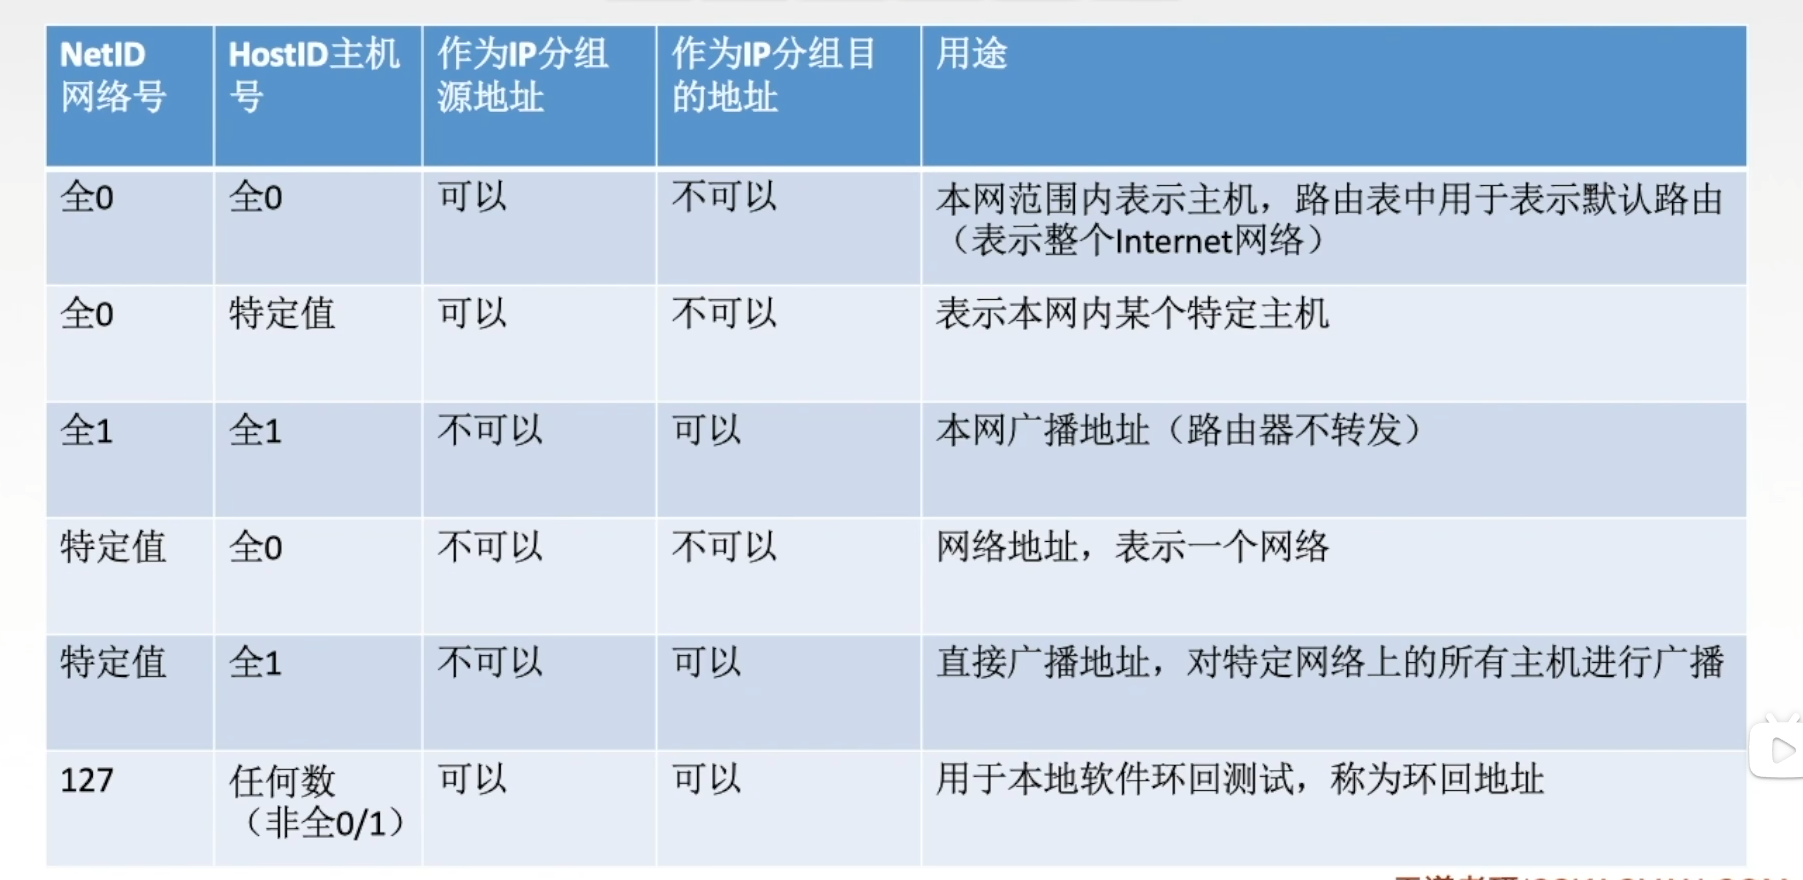 NetID
网络号
HostID主机
号
作为IP分组
源地址
作为IP分组目
的地址
用途
全0
全0
可以
不可以
本网范围内表示主机，路由表中用于表示默认路由
（表示整个Internet网络）
全0
特定值
可以
不可以
表示本网内某个特定主机
全1
全1
不可以
可以
本网广播地址（路由器不转发）
特定值
全0
不可以
不可以
网络地址，表示一个网络
特定值
全1
不可以
可以
直接广播地址，对特定网络上的所有主机进行广播
127
任何数
（非全0/1）
可以
可以
用于本地软件环回测试，称为环回地址